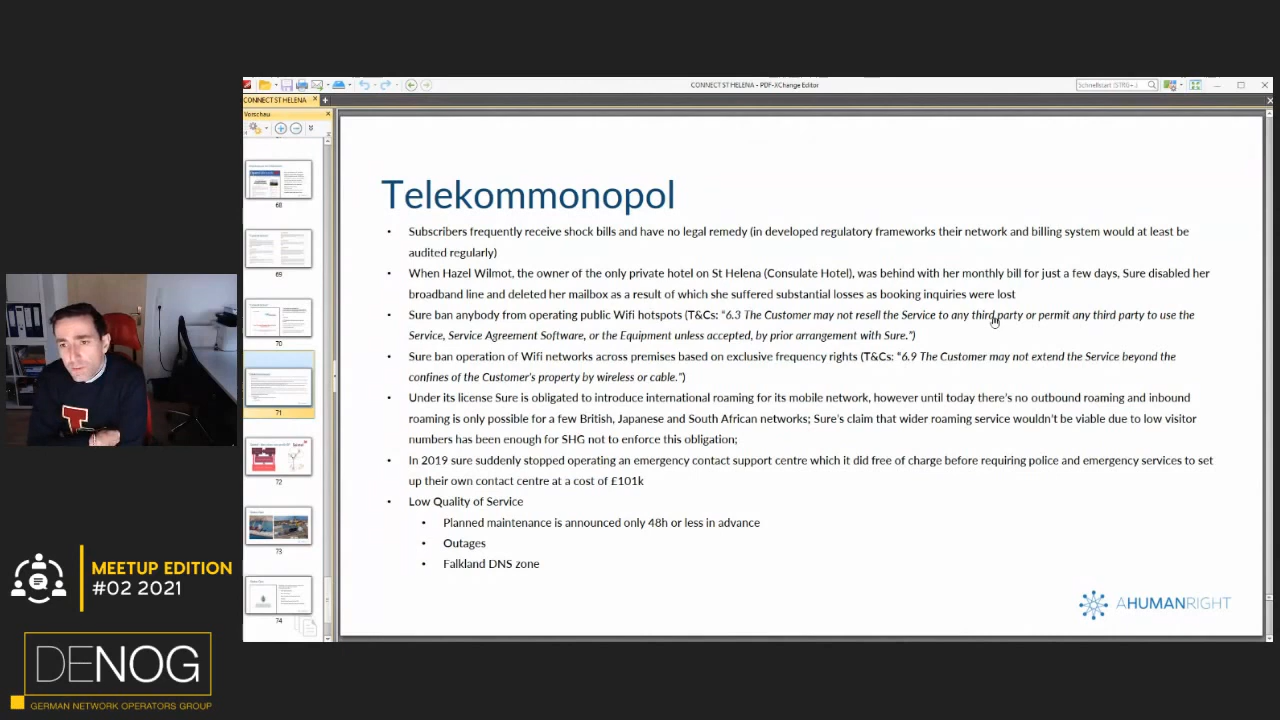 CONNECT ST HELENA - PDF-XChange Editor
Schnellstart (STRG+.)
CONNECT ST HELENA
Vorschau
68
69
70
71
72
73
74
Telekommonopol
• Subscribers frequently receive shock bills and have no legal remedy (in developed regulatory frameworks their network and billing system would at least be
audited regularly)
• When Hazel Wilmot, the owner of the only private hotel on St Helena (Consulate Hotel), was behind with her monthly bill for just a few days, Sure disabled her
broadband line and deleted her mailbox as a result of which she suffered substantial losses as booking inquiries were lost
• Sure ban anybody from operating public Wifi hotspots (T&Cs: "6.3 The Customer may not resell the Service to any third party or permit any third party to use the
Service, Service Agreement Software, or the Equipment unless accepted, by prior arrangement with Sure.")
• Sure ban operation of Wifi networks across premises based on exclusive frequency rights (T&Cs: "6.9 The Customer may not extend the Service beyond the
confines of the Customer's property by wireless or cable.")
• Under its license Sure is obligated to introduce international roaming for its mobile network, however until today there's no outbound roaming and inbound
roaming is only possible for a few British, Japanese and South African networks; Sure's claim that wider roaming service wouldn't be viable due to low visitor
numbers has been enough for SHG not to enforce this obligation;
• In 2019 sure suddenly stopped operating an emergency contact support centre which it did free of charge before requiring police and emergency services to set
up their own contact centre at a cost of £101k
• Low Quality of Service
• Planned maintenance is announced only 48h or less in advance
• Outages
• Falkland DNS zone
AHUMANRIGHT
MEETUP EDITION
#02 2021
DENOG
GERMAN NETWORK OPERATORS GROUP